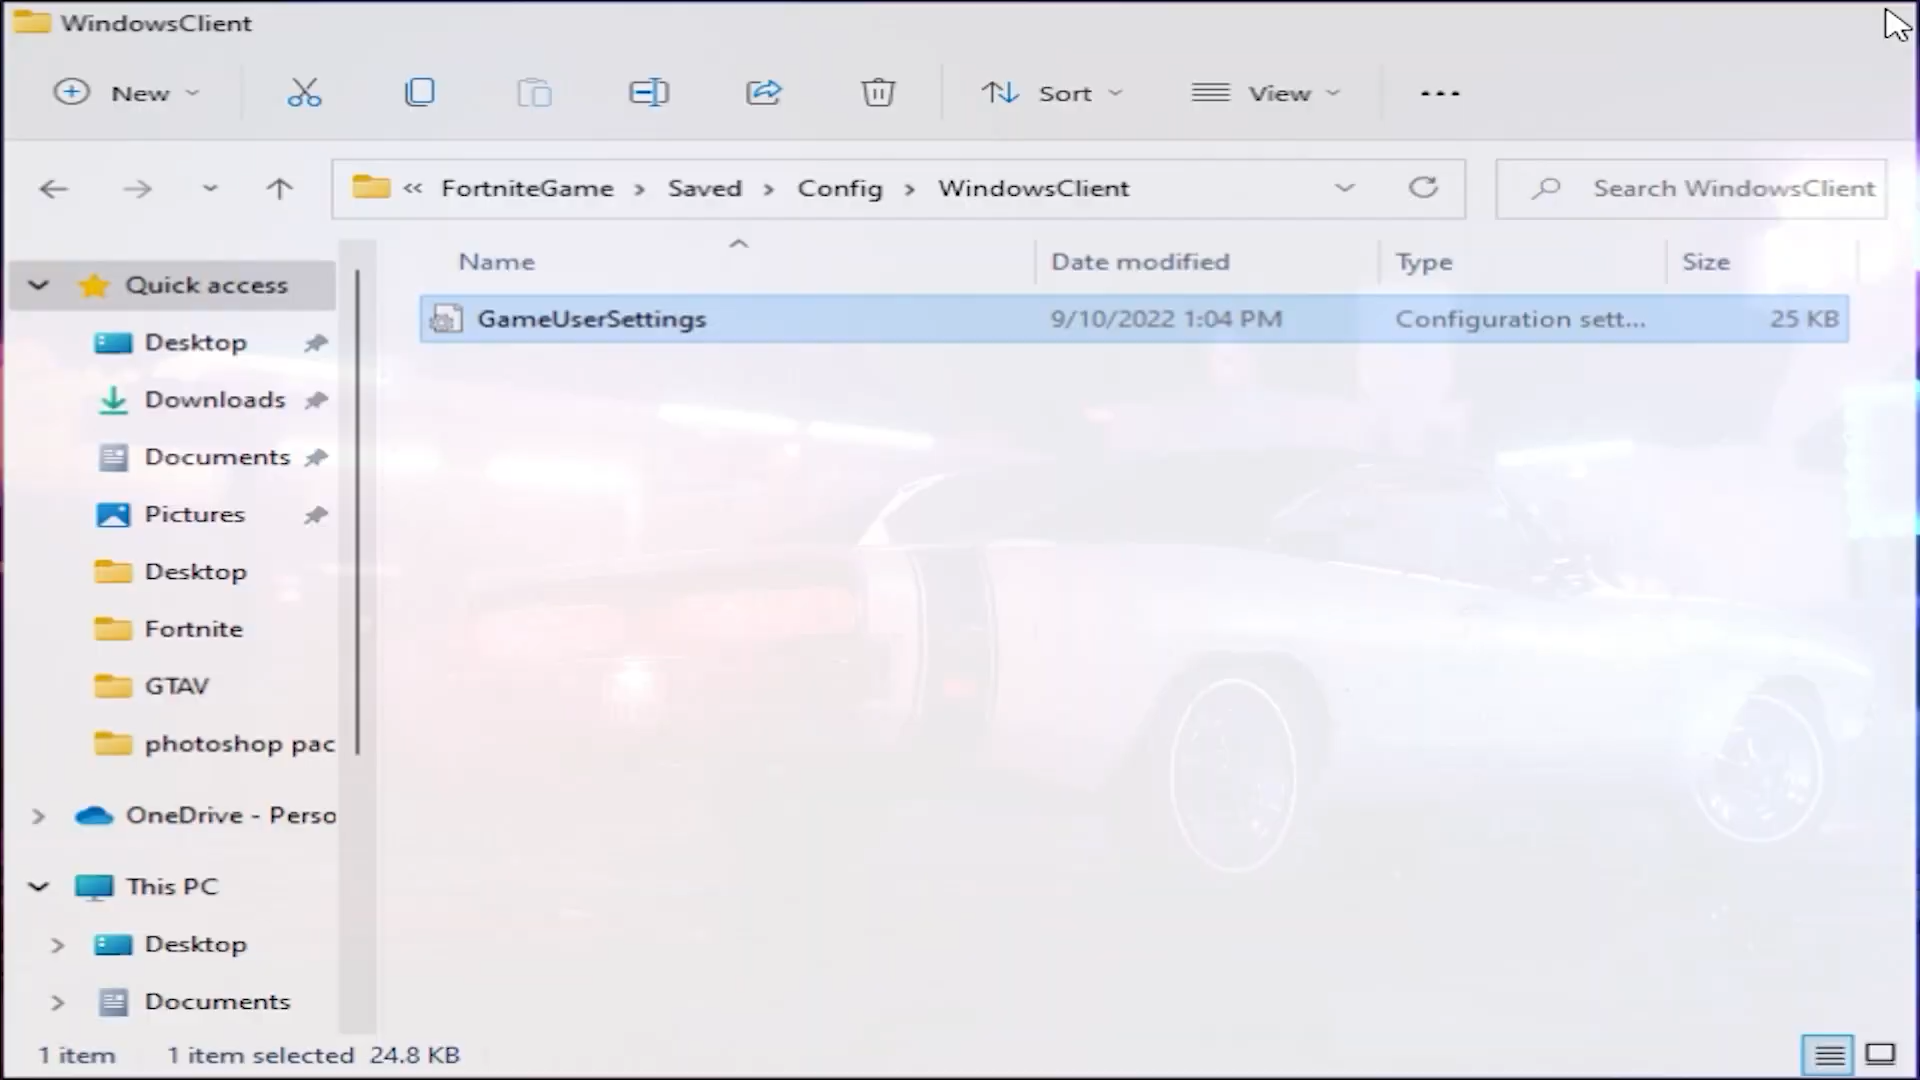 WindowsClient
New
Sort
View
<< FortniteGame > Saved > Config > WindowsClient
Search WindowsClient
Name
Date modified
Type
Size
Quick access
GameUserSettings
9/10/2022 1:04 PM
Configuration sett...
25 KB
Desktop
Downloads
Documents
Pictures
Desktop
Fortnite
GTAV
photoshop pac
OneDrive - Perso
This PC
Desktop
Documents
1 item
1 item selected 24.8 KB